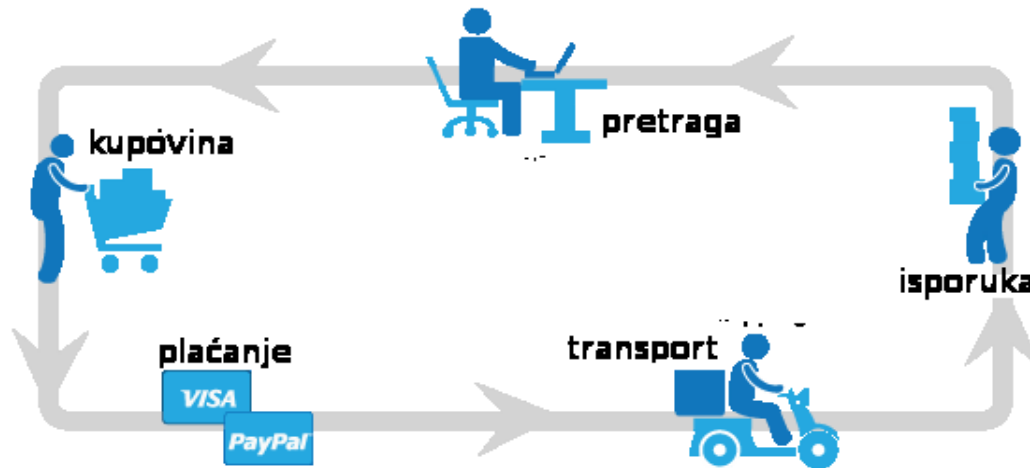 pretraga
kupovina
isporuka
plaćanje
transport
VISA
PayPal